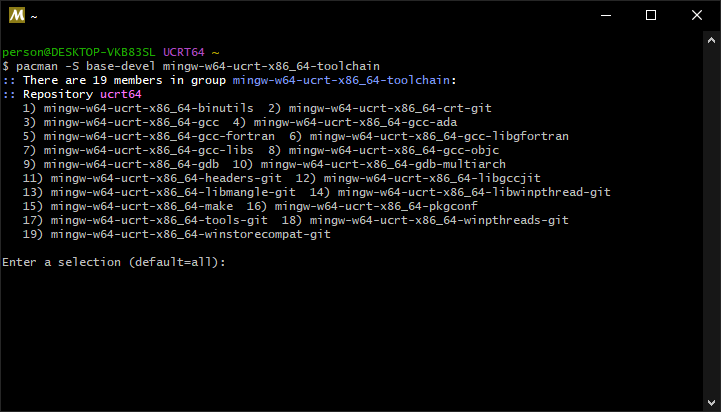 M ~
person@DESKTOP-VKB83SL UCRT64 ~
$ pacman -S base-devel mingw-w64-ucrt-x86_64-toolchain
:: There are 19 members in group mingw-w64-ucrt-x86_64-toolchain:
:: Repository ucrt64
   1) mingw-w64-ucrt-x86_64-binutils  2) mingw-w64-ucrt-x86_64-crt-git
   3) mingw-w64-ucrt-x86_64-gcc  4) mingw-w64-ucrt-x86_64-gcc-ada
   5) mingw-w64-ucrt-x86_64-gcc-fortran  6) mingw-w64-ucrt-x86_64-gcc-libgfortran
   7) mingw-w64-ucrt-x86_64-gcc-libs  8) mingw-w64-ucrt-x86_64-gcc-objc
   9) mingw-w64-ucrt-x86_64-gdb  10) mingw-w64-ucrt-x86_64-gdb-multiarch
   11) mingw-w64-ucrt-x86_64-headers-git  12) mingw-w64-ucrt-x86_64-libgccjit
   13) mingw-w64-ucrt-x86_64-libmangle-git  14) mingw-w64-ucrt-x86_64-libwinpthread-git
   15) mingw-w64-ucrt-x86_64-make  16) mingw-w64-ucrt-x86_64-pkgconf
   17) mingw-w64-ucrt-x86_64-tools-git  18) mingw-w64-ucrt-x86_64-winpthreads-git
   19) mingw-w64-ucrt-x86_64-winstorecompat-git
Enter a selection (default=all):